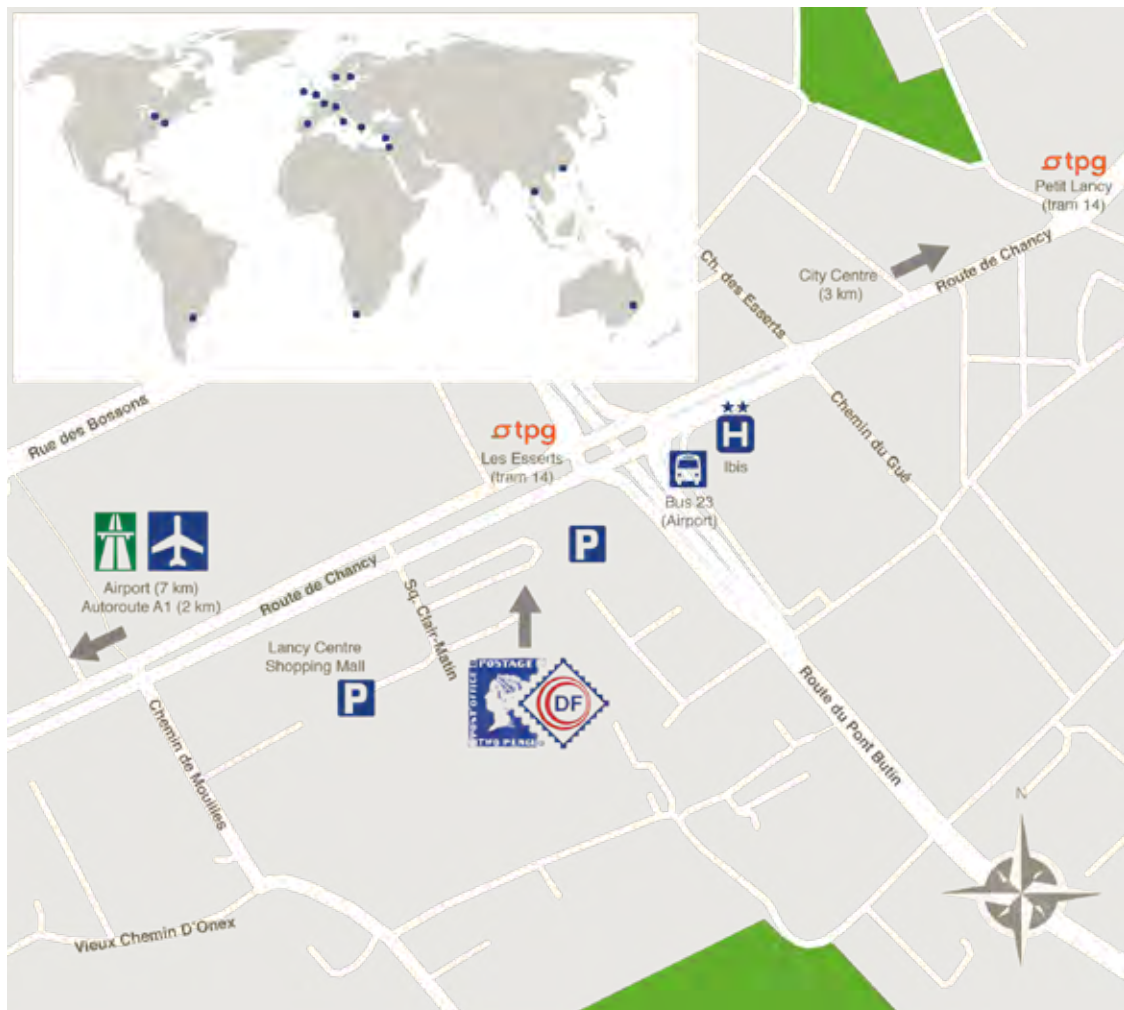 tpg
Petit Lancy
(tram 14)
City Centre
(3 km)
Route de Chancy
Ch. des Esserts
Rue des Bossons
tpg
Les Esserts
(tram 14)
H
Ibis
Chemin du Gué
Bus 23
(Airport)
P
Airport (7 km)
Autoroute A1 (2 km)
Route de Chancy
Sq. Clair-Matin
Lancy Centre
Shopping Mall
P
POSTAGE
POST OFFICE
TWO PENCE
DF
Route du Pont Butin
Chemin de Mouilles
N
Vieux Chemin D'Onex